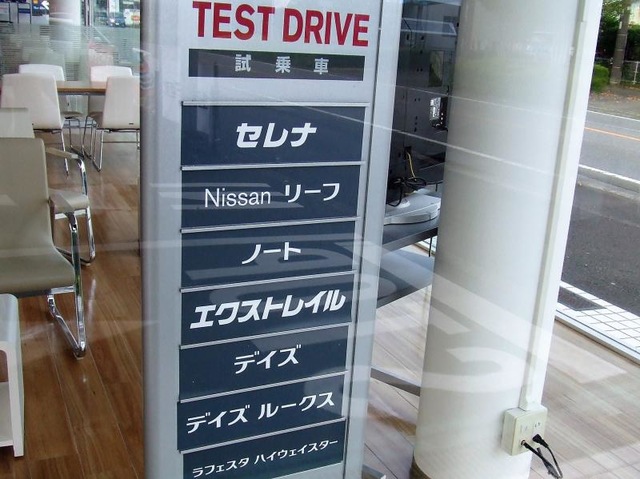 TEST DRIVE
試乗車
セレナ
Nissan リーフ
ノート
エクストレイル
デイズ
デイズ ルークス
ラフェスタ ハイウェイスター